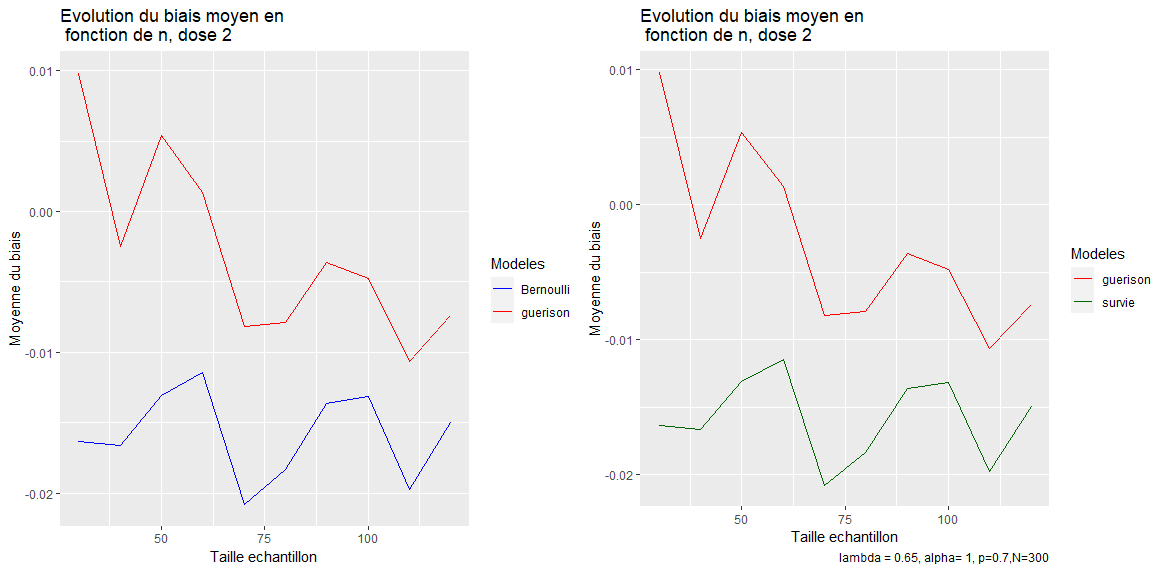 Evolution du biais moyen en
fonction de n, dose 2
Moyenne du biais
0.01
0.00
-0.01
-0.02
50
75
100
Taille echantillon
Modeles
Bernoulli
guerison
Evolution du biais moyen en
fonction de n, dose 2
Moyenne du biais
0.01
0.00
-0.01
-0.02
50
75
100
Taille echantillon
lambda = 0.65, alpha= 1, p=0.7,N=300
Modeles
guerison
survie